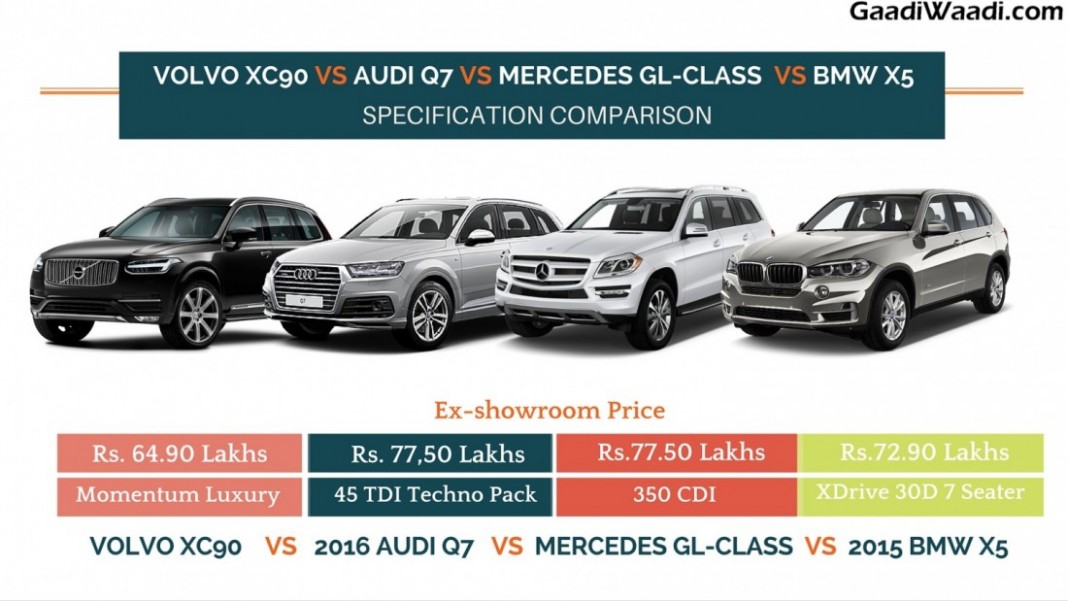 GaadiWaadi.com
VOLVO XC90 VS AUDI Q7 VS MERCEDES GL-CLASS VS BMW X5
SPECIFICATION COMPARISON
Q7
Ex-showroom Price
Rs. 64.90 Lakhs Rs. 77,50 Lakhs Rs.77.50 Lakhs Rs.72.90 Lakhs
Momentum Luxury 45 TDI Techno Pack 350 CDI XDrive 30D 7 Seater
VOLVO XC90 VS 2016 AUDI Q7 VS MERCEDES GL-CLASS VS 2015 BMW X5